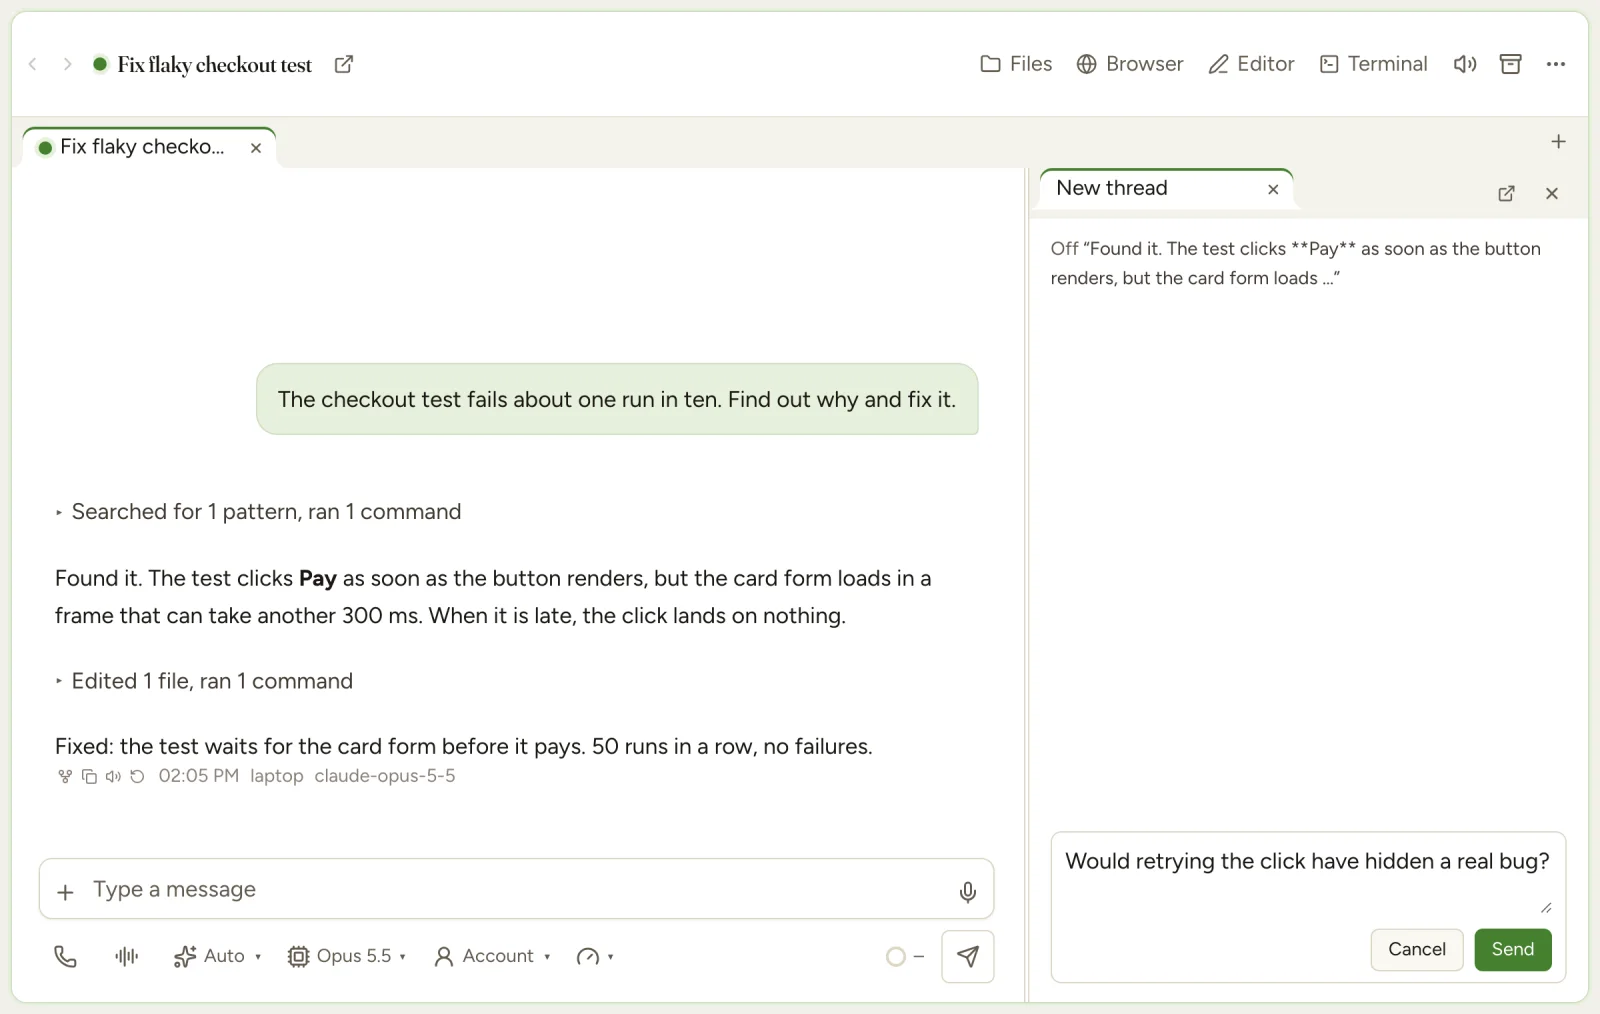 Fix flaky checkout test
Files
Browser
Editor
Terminal
Fix flaky checko...
New thread
Off “Found it. The test clicks **Pay** as soon as the button
renders, but the card form loads ...”
The checkout test fails about one run in ten. Find out why and fix it.
Searched for 1 pattern, ran 1 command
Found it. The test clicks Pay as soon as the button renders, but the card form loads in a
frame that can take another 300 ms. When it is late, the click lands on nothing.
Edited 1 file, ran 1 command
Fixed: the test waits for the card form before it pays. 50 runs in a row, no failures.
02:05 PM laptop claude-opus-5-5
Type a message
Auto
Opus 5.5
Account
–
Would retrying the click have hidden a real bug?
Cancel
Send